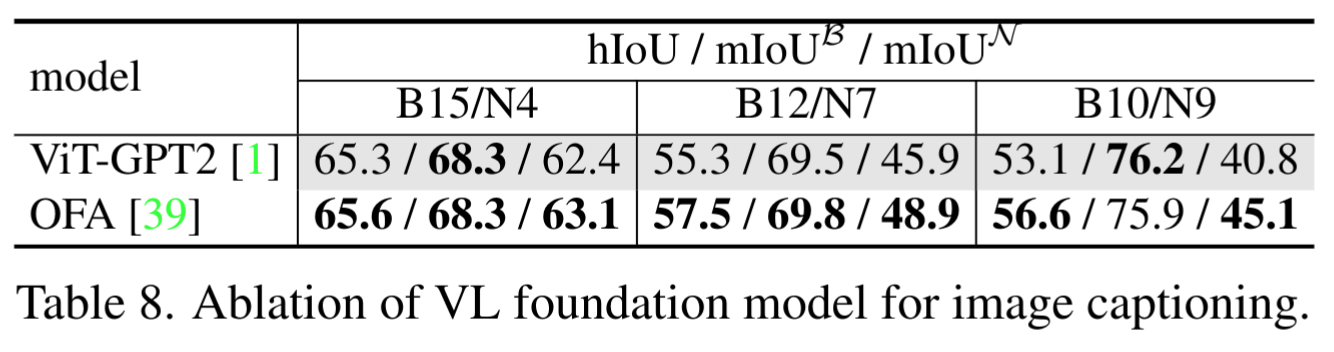 model
hIoU / mIoU^ℬ / mIoU^𝒩
B15/N4 B12/N7 B10/N9
ViT-GPT2 [1] 65.3 / 68.3 / 62.4 55.3 / 69.5 / 45.9 53.1 / 76.2 / 40.8
OFA [39] 65.6 / 68.3 / 63.1 57.5 / 69.8 / 48.9 56.6 / 75.9 / 45.1
Table 8. Ablation of VL foundation model for image captioning.